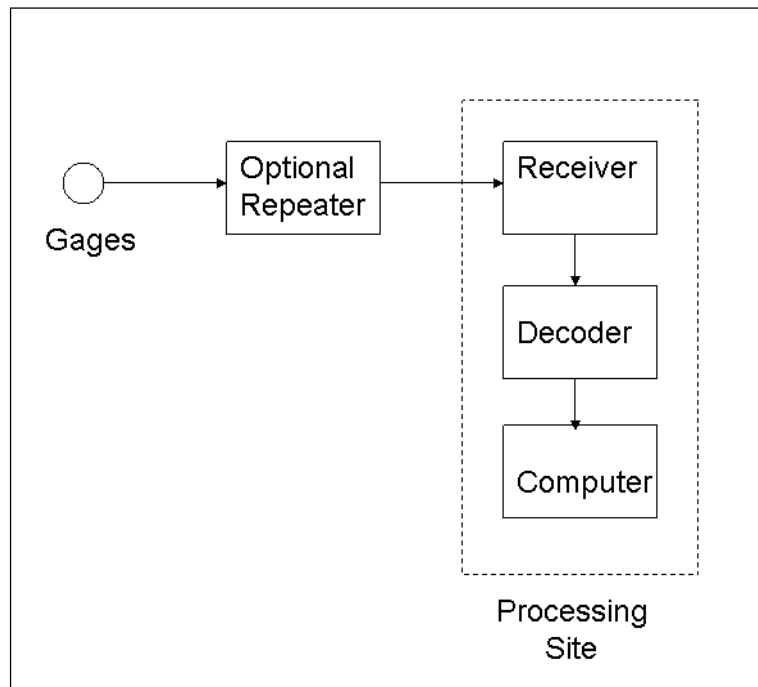 Optional
Repeater
Gages
Receiver
Decoder
Computer
Processing
Site